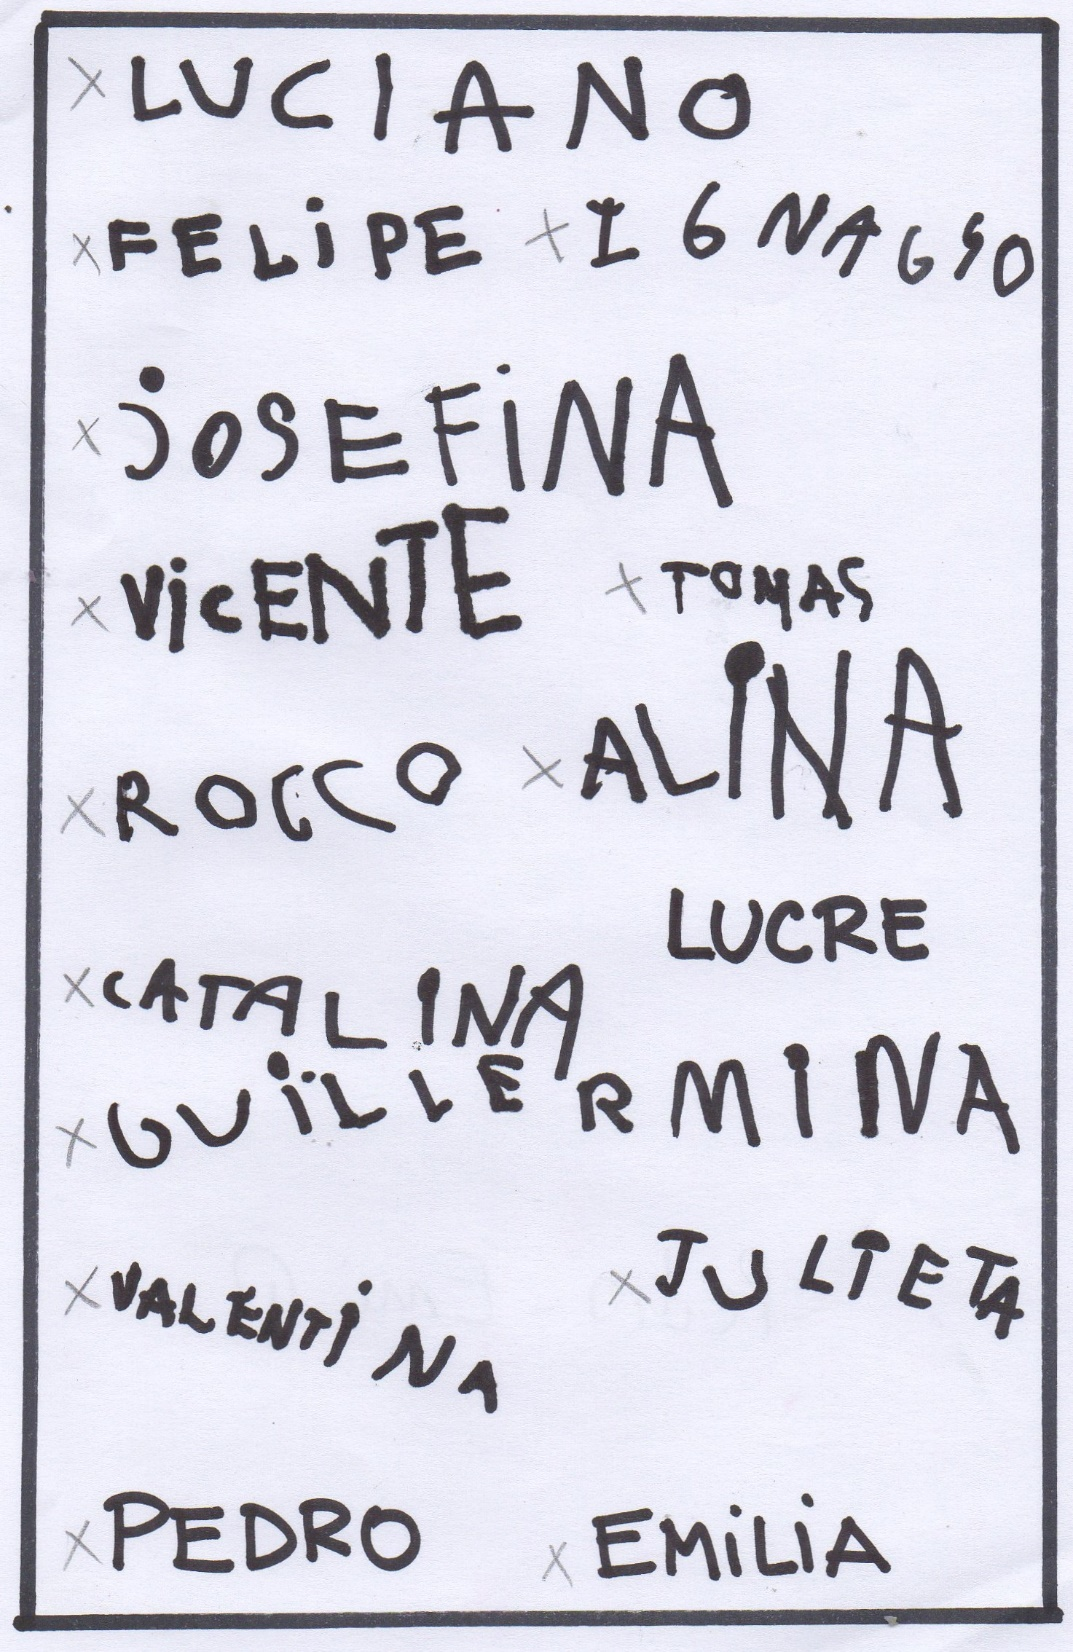 x LUCIANO
x FELiPE x IGNAGSO
x jOSEFiNA
x ViCENTE x TOMAS
x ROCCO x ALiNA
LUCRE
x CATALINA
x GUiLLERMiNA
x VALENTiNA x JULIETA
x PEDRO x EMiLiA